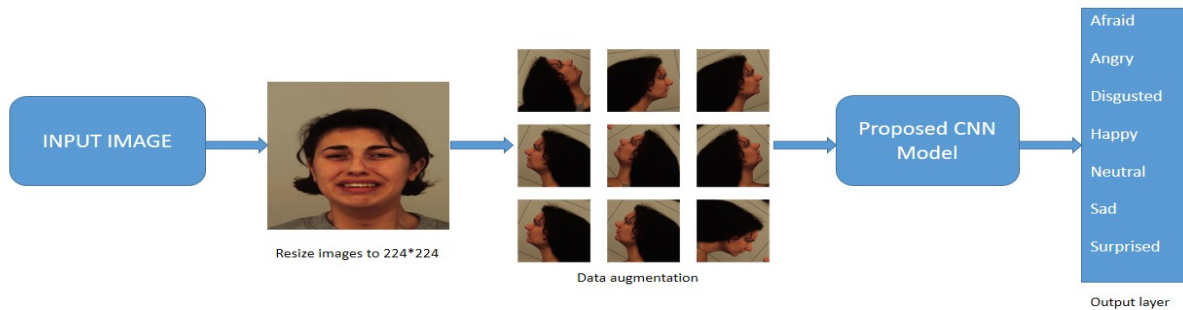 INPUT IMAGE
Resize images to 224*224
Data augmentation
Proposed CNN
Model
Afraid
Angry
Disgusted
Happy
Neutral
Sad
Surprised
Output layer